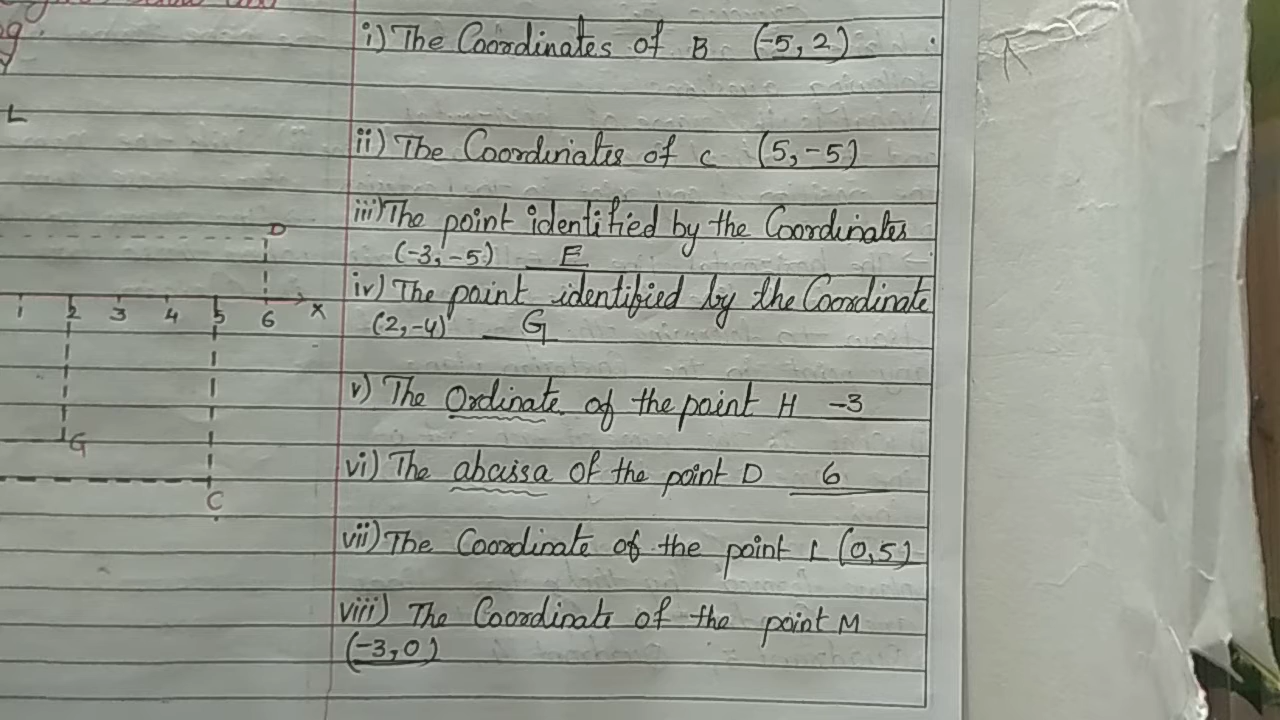 i) The Coordinates of B (-5, 2)
L
ii) The Coordinates of c (5, -5)
iii) The point identified by the Coordinates
D
(-3, -5) E
iv) The point identified by the Coordinate
1 2 3 4 5 6 X
(2, -4) G
v) The Ordinate of the point H -3
G
vi) The abcissa of the point D 6
C
vii) The Coordinate of the point L (0, 5)
viii) The Coordinate of the point M
(-3, 0)